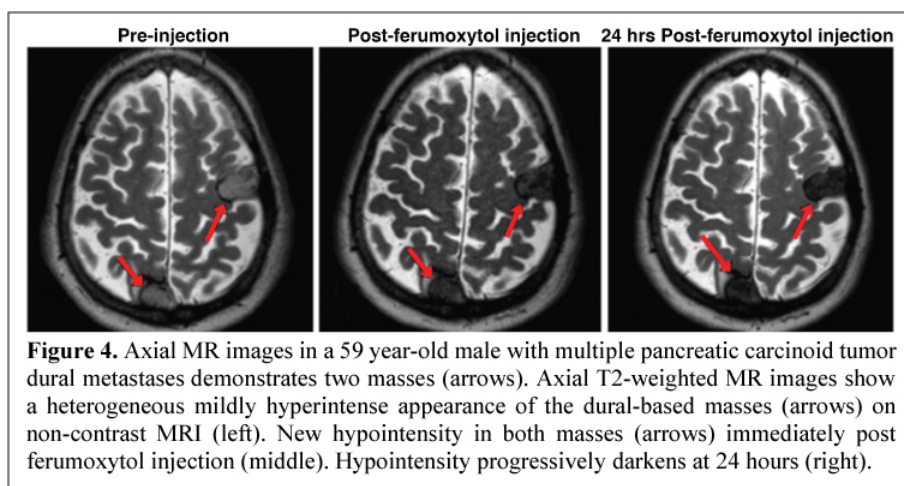 Pre-injection
Post-ferumoxytol injection
24 hrs Post-ferumoxytol injection
Figure 4. Axial MR images in a 59 year-old male with multiple pancreatic carcinoid tumor
dural metastases demonstrates two masses (arrows). Axial T2-weighted MR images show
a heterogeneous mildly hyperintense appearance of the dural-based masses (arrows) on
non-contrast MRI (left). New hypointensity in both masses (arrows) immediately post
ferumoxytol injection (middle). Hypointensity progressively darkens at 24 hours (right).